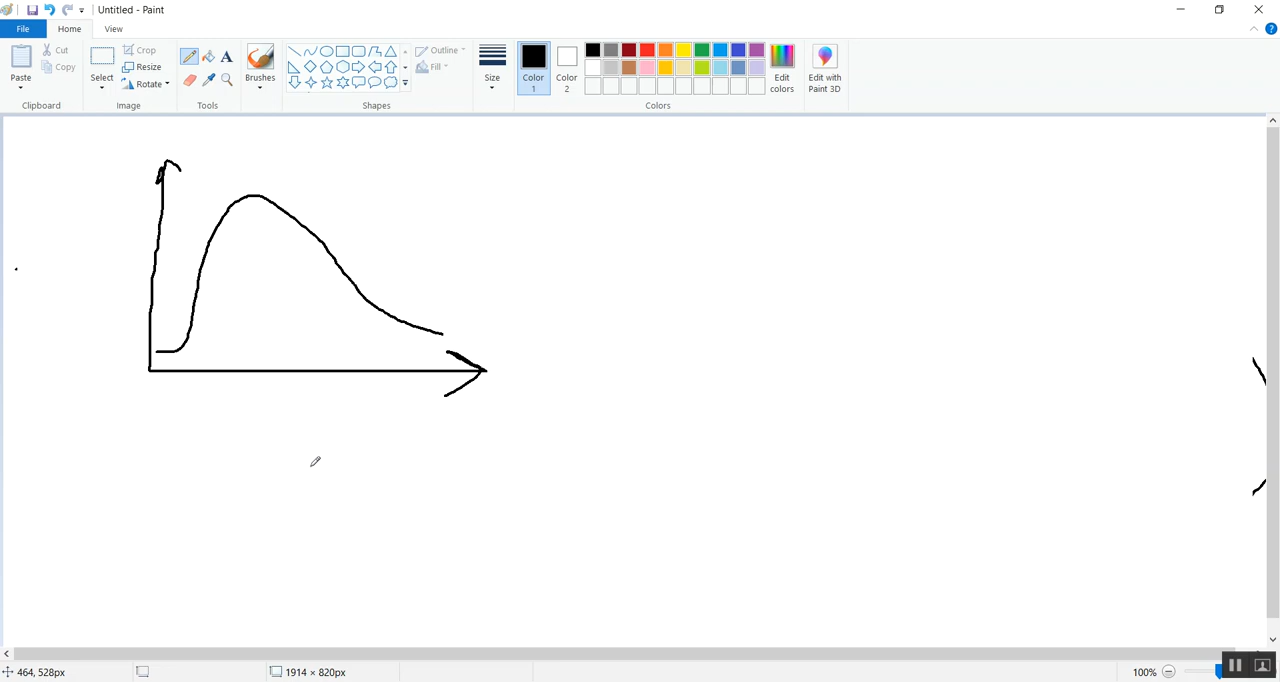 Untitled - Paint
File Home View
Paste
Cut
Copy
Clipboard
Select
Crop
Resize
Rotate
Image
Tools
Brushes
Shapes
Outline
Fill
Size
Color
1
Color
2
Colors
Edit
colors
Edit with
Paint 3D
464, 528px
1914 × 820px
100%